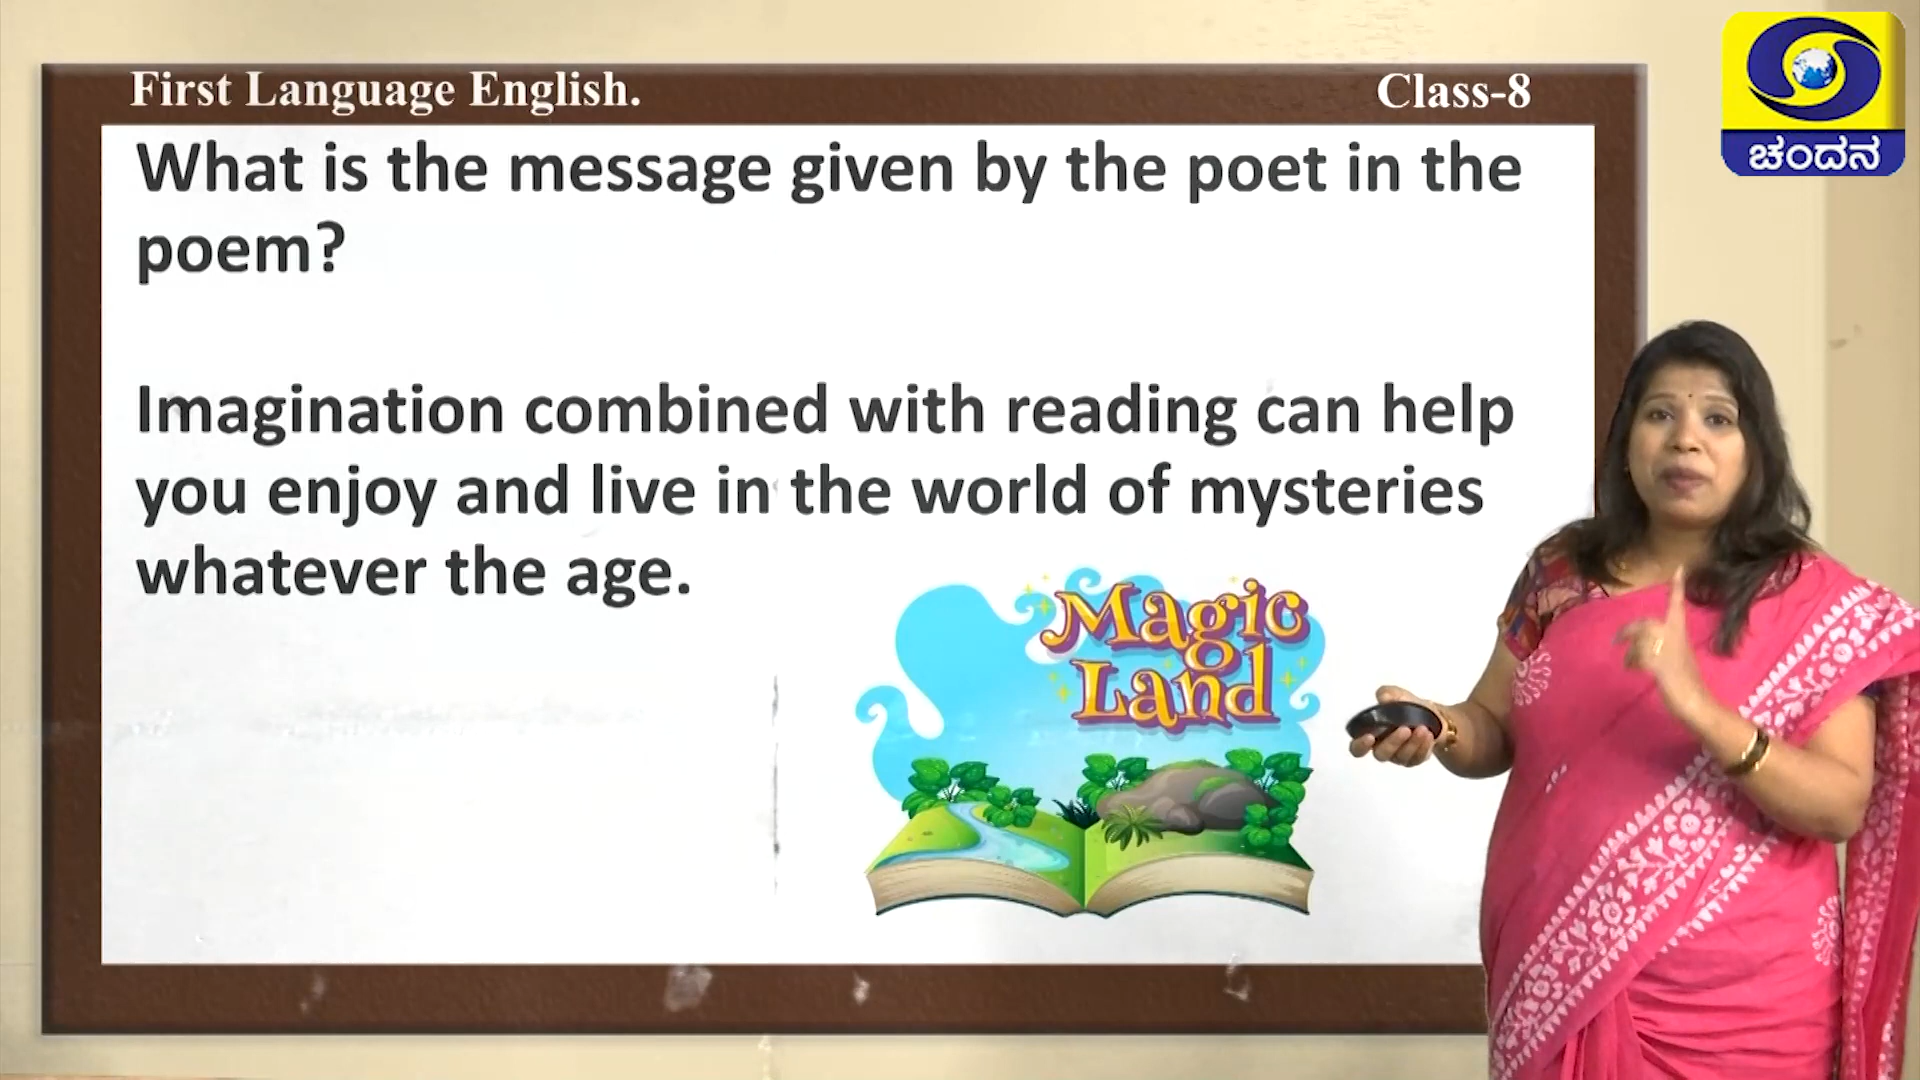 First Language English.
Class-8
ಚಂದನ
What is the message given by the poet in the
poem?
Imagination combined with reading can help
you enjoy and live in the world of mysteries
whatever the age.
Magic
Land